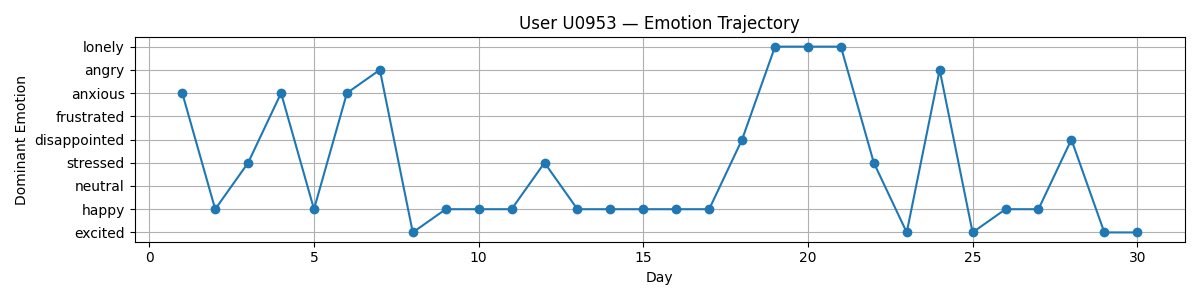 User U0953 — Emotion Trajectory
Dominant Emotion
lonely
angry
anxious
frustrated
disappointed
stressed
neutral
happy
excited
0 5 10 15 20 25 30
Day